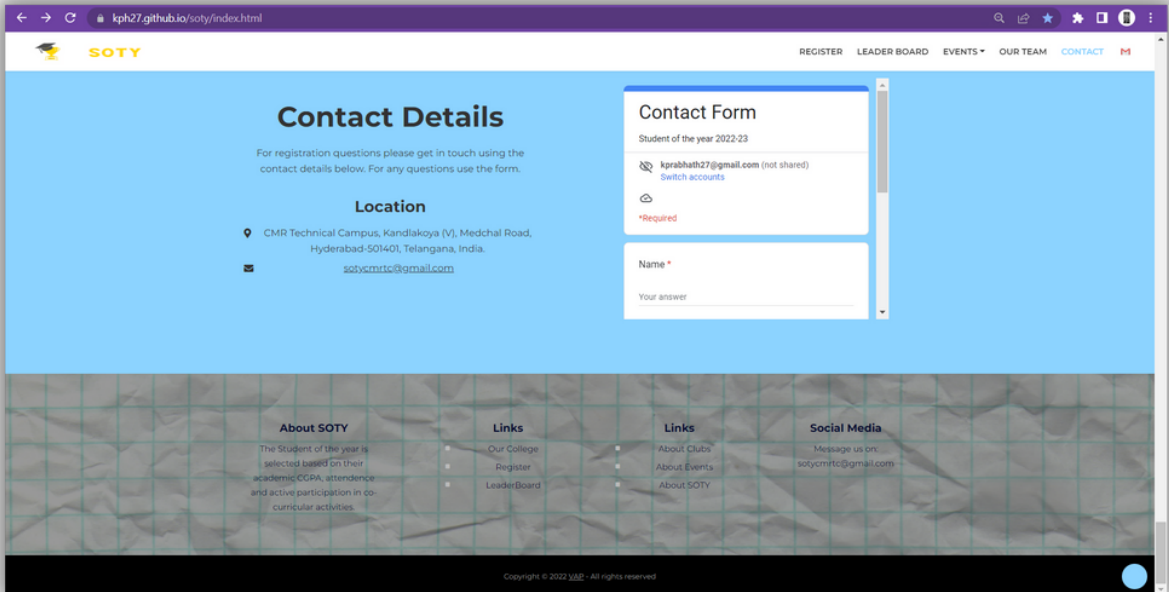 kph27.github.io/soty/index.html
SOTY
REGISTER LEADER BOARD EVENTS OUR TEAM CONTACT M
Contact Details
For registration questions please get in touch using the
contact details below. For any questions use the form.
Location
CMR Technical Campus, Kandlakoya (V), Medchal Road,
Hyderabad-501401, Telangana, India.
sotycmrtc@gmail.com
Contact Form
Student of the year 2022-23
kprabhath27@gmail.com (not shared)
Switch accounts
*Required
Name *
Your answer
About SOTY
The Student of the year is
selected based on their
academic CGPA, attendence
and active participation in co-
curricular activities.
Links
Our College
Register
LeaderBoard
Links
About Clubs
About Events
About SOTY
Social Media
Message us on:
sotycmrtc@gmail.com
Copyright © 2022 VAP - All rights reserved